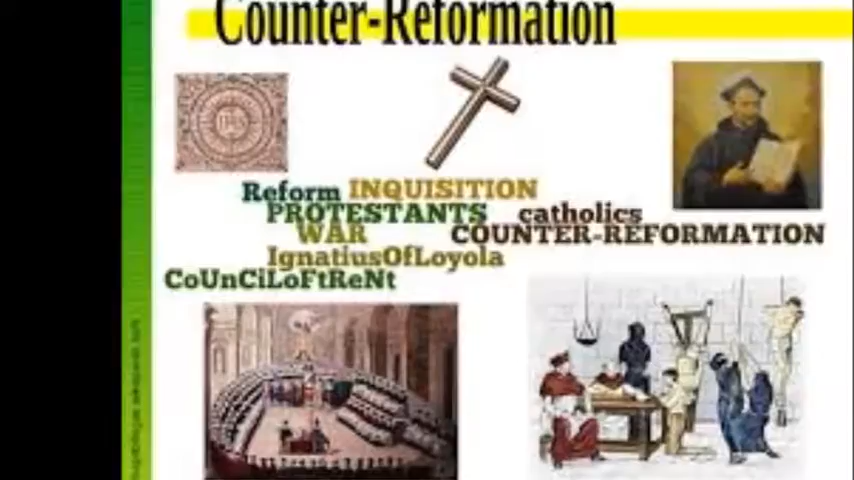 Counter-Reformation
Reform INQUISITION
PROTESTANTS catholics
WAR COUNTER-REFORMATION
IgnatiusOfLoyola
CoUnCiLoFtReNt